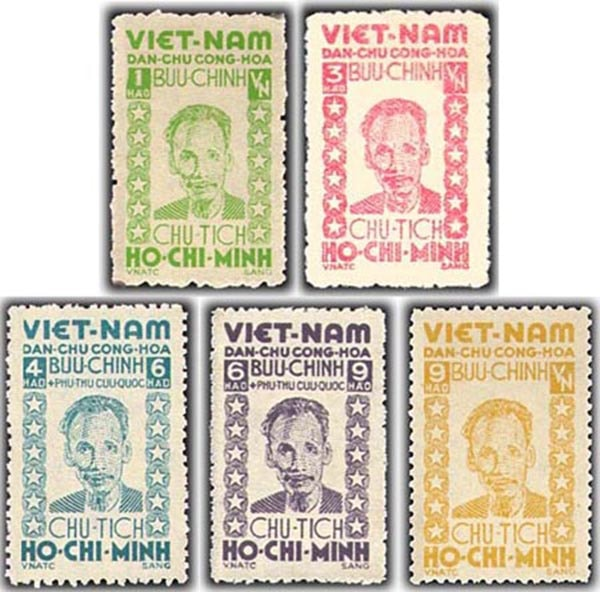 VIET-NAM
DAN-CHU CONG-HOA
1 BUU-CHINH VN
HAO
CHU-TICH
HO-CHI-MINH
VNATC SANG
VIET-NAM
DAN-CHU CONG-HOA
3 BUU-CHINH VN
HAO
CHU-TICH
HO-CHI-MINH
VNATC SANG
VIET-NAM
DAN-CHU CONG-HOA
4 BUU-CHINH 6
HAO +PHU-THU CUU-QUOC HAO
CHU-TICH
HO-CHI-MINH
VNATC SANG
VIET-NAM
DAN-CHU CONG-HOA
6 BUU-CHINH 9
HAO +PHU-THU CUU-QUOC HAO
CHU-TICH
HO-CHI-MINH
VNATC SANG
VIET-NAM
DAN-CHU CONG-HOA
9 BUU-CHINH VN
HAO
CHU-TICH
HO-CHI-MINH
VNATC SANG